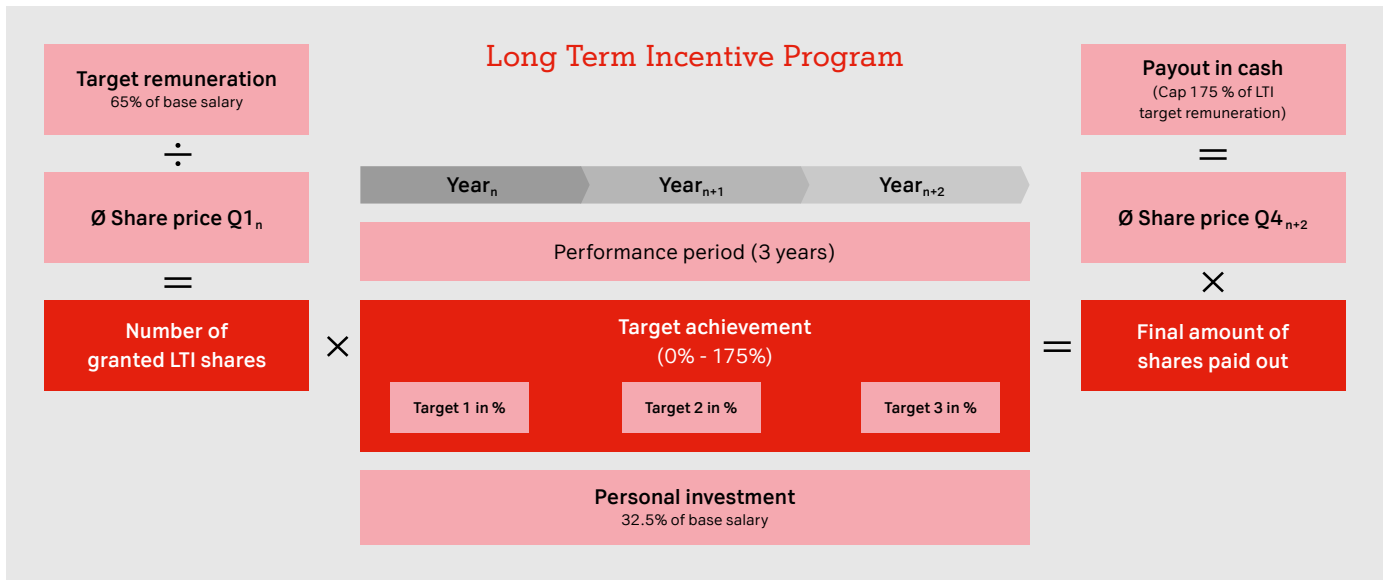 Long Term Incentive Program
Target remuneration
65% of base salary
÷
Ø Share price Q1n
=
Number of
granted LTI shares
×
Yearn
Yearn+1
Yearn+2
Performance period (3 years)
Target achievement
(0% - 175%)
Target 1 in %
Target 2 in %
Target 3 in %
Personal investment
32.5% of base salary
=
Payout in cash
(Cap 175 % of LTI
target remuneration)
=
Ø Share price Q4n+2
×
Final amount of
shares paid out